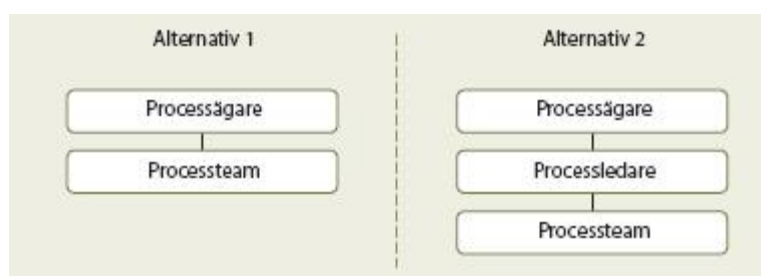 Alternativ 1
Processägare
Processteam
Alternativ 2
Processägare
Processledare
Processteam